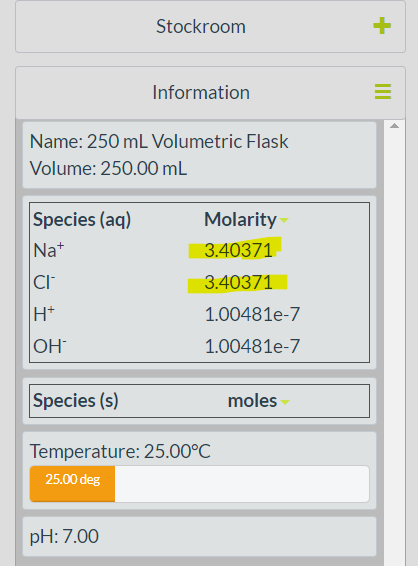 Stockroom
Information
Name: 250 mL Volumetric Flask
Volume: 250.00 mL
Species (aq) Molarity
Na⁺ 3.40371
Cl⁻ 3.40371
H⁺ 1.00481e-7
OH⁻ 1.00481e-7
Species (s) moles
Temperature: 25.00°C
25.00 deg
pH: 7.00